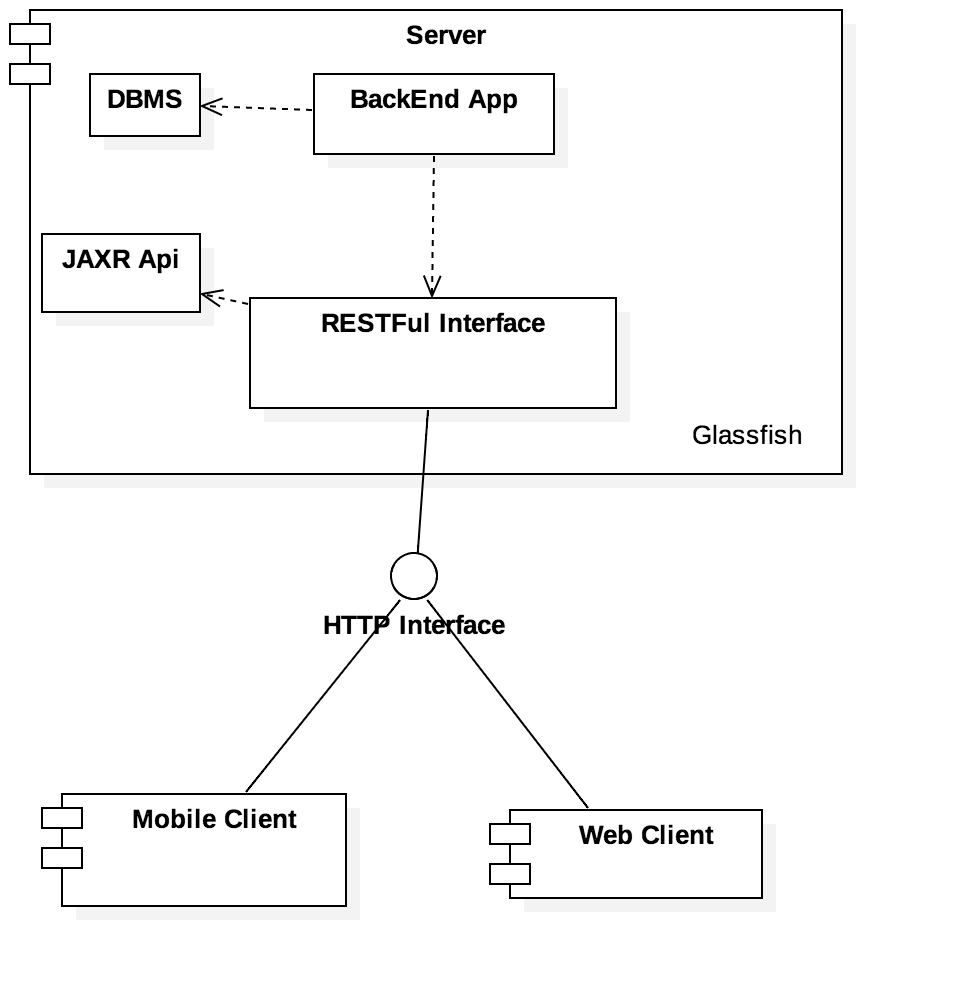 Server
DBMS
BackEnd App
JAXR Api
RESTFul Interface
Glassfish
HTTP Interface
Mobile Client
Web Client